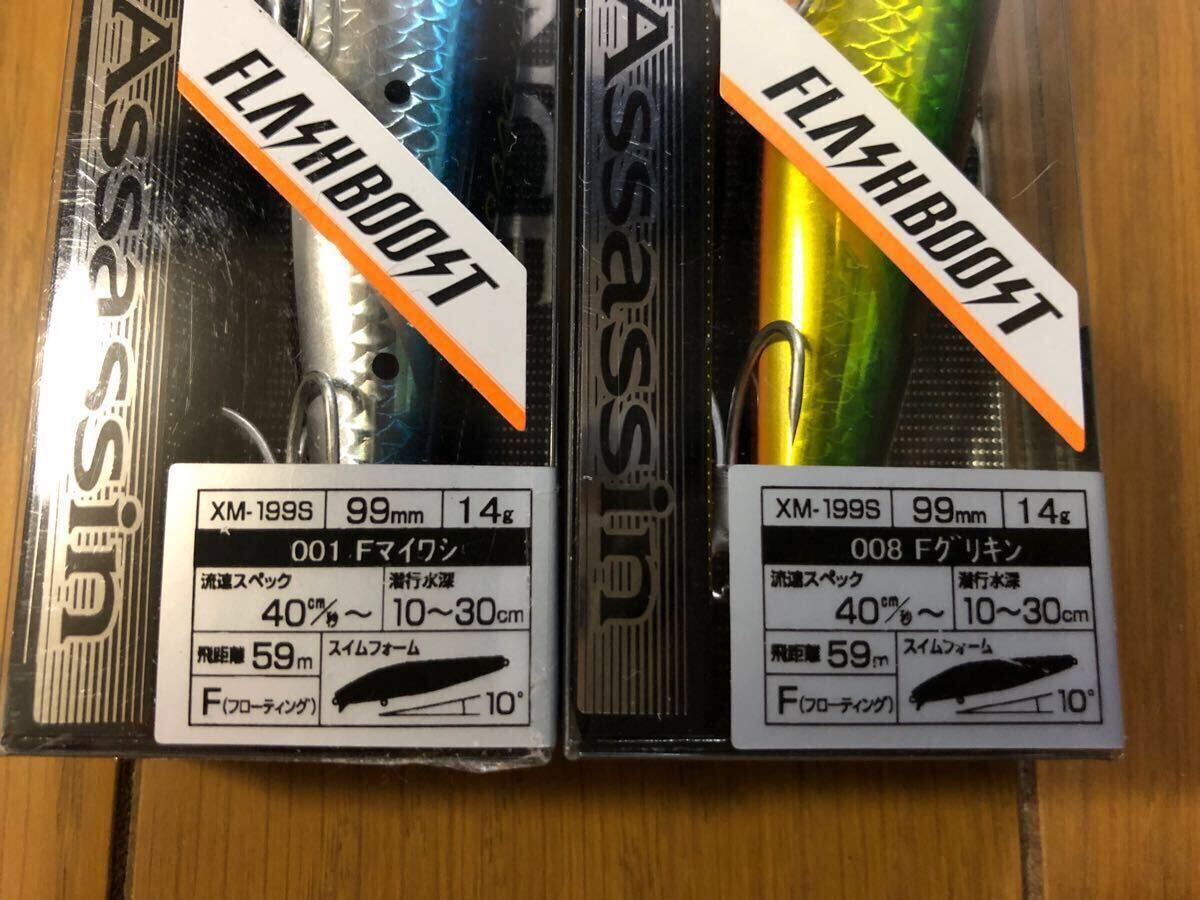 Assassin
FLASHBOOST
XM-199S 99mm 14g
001 Fマイワシ
流速スペック 潜行水深
40cm/秒～ 10～30cm
飛距離 59m スイムフォーム
F(フローティング) 10°
Assassin
FLASHBOOST
XM-199S 99mm 14g
008 Fグリキン
流速スペック 潜行水深
40cm/秒～ 10～30cm
飛距離 59m スイムフォーム
F(フローティング) 10°